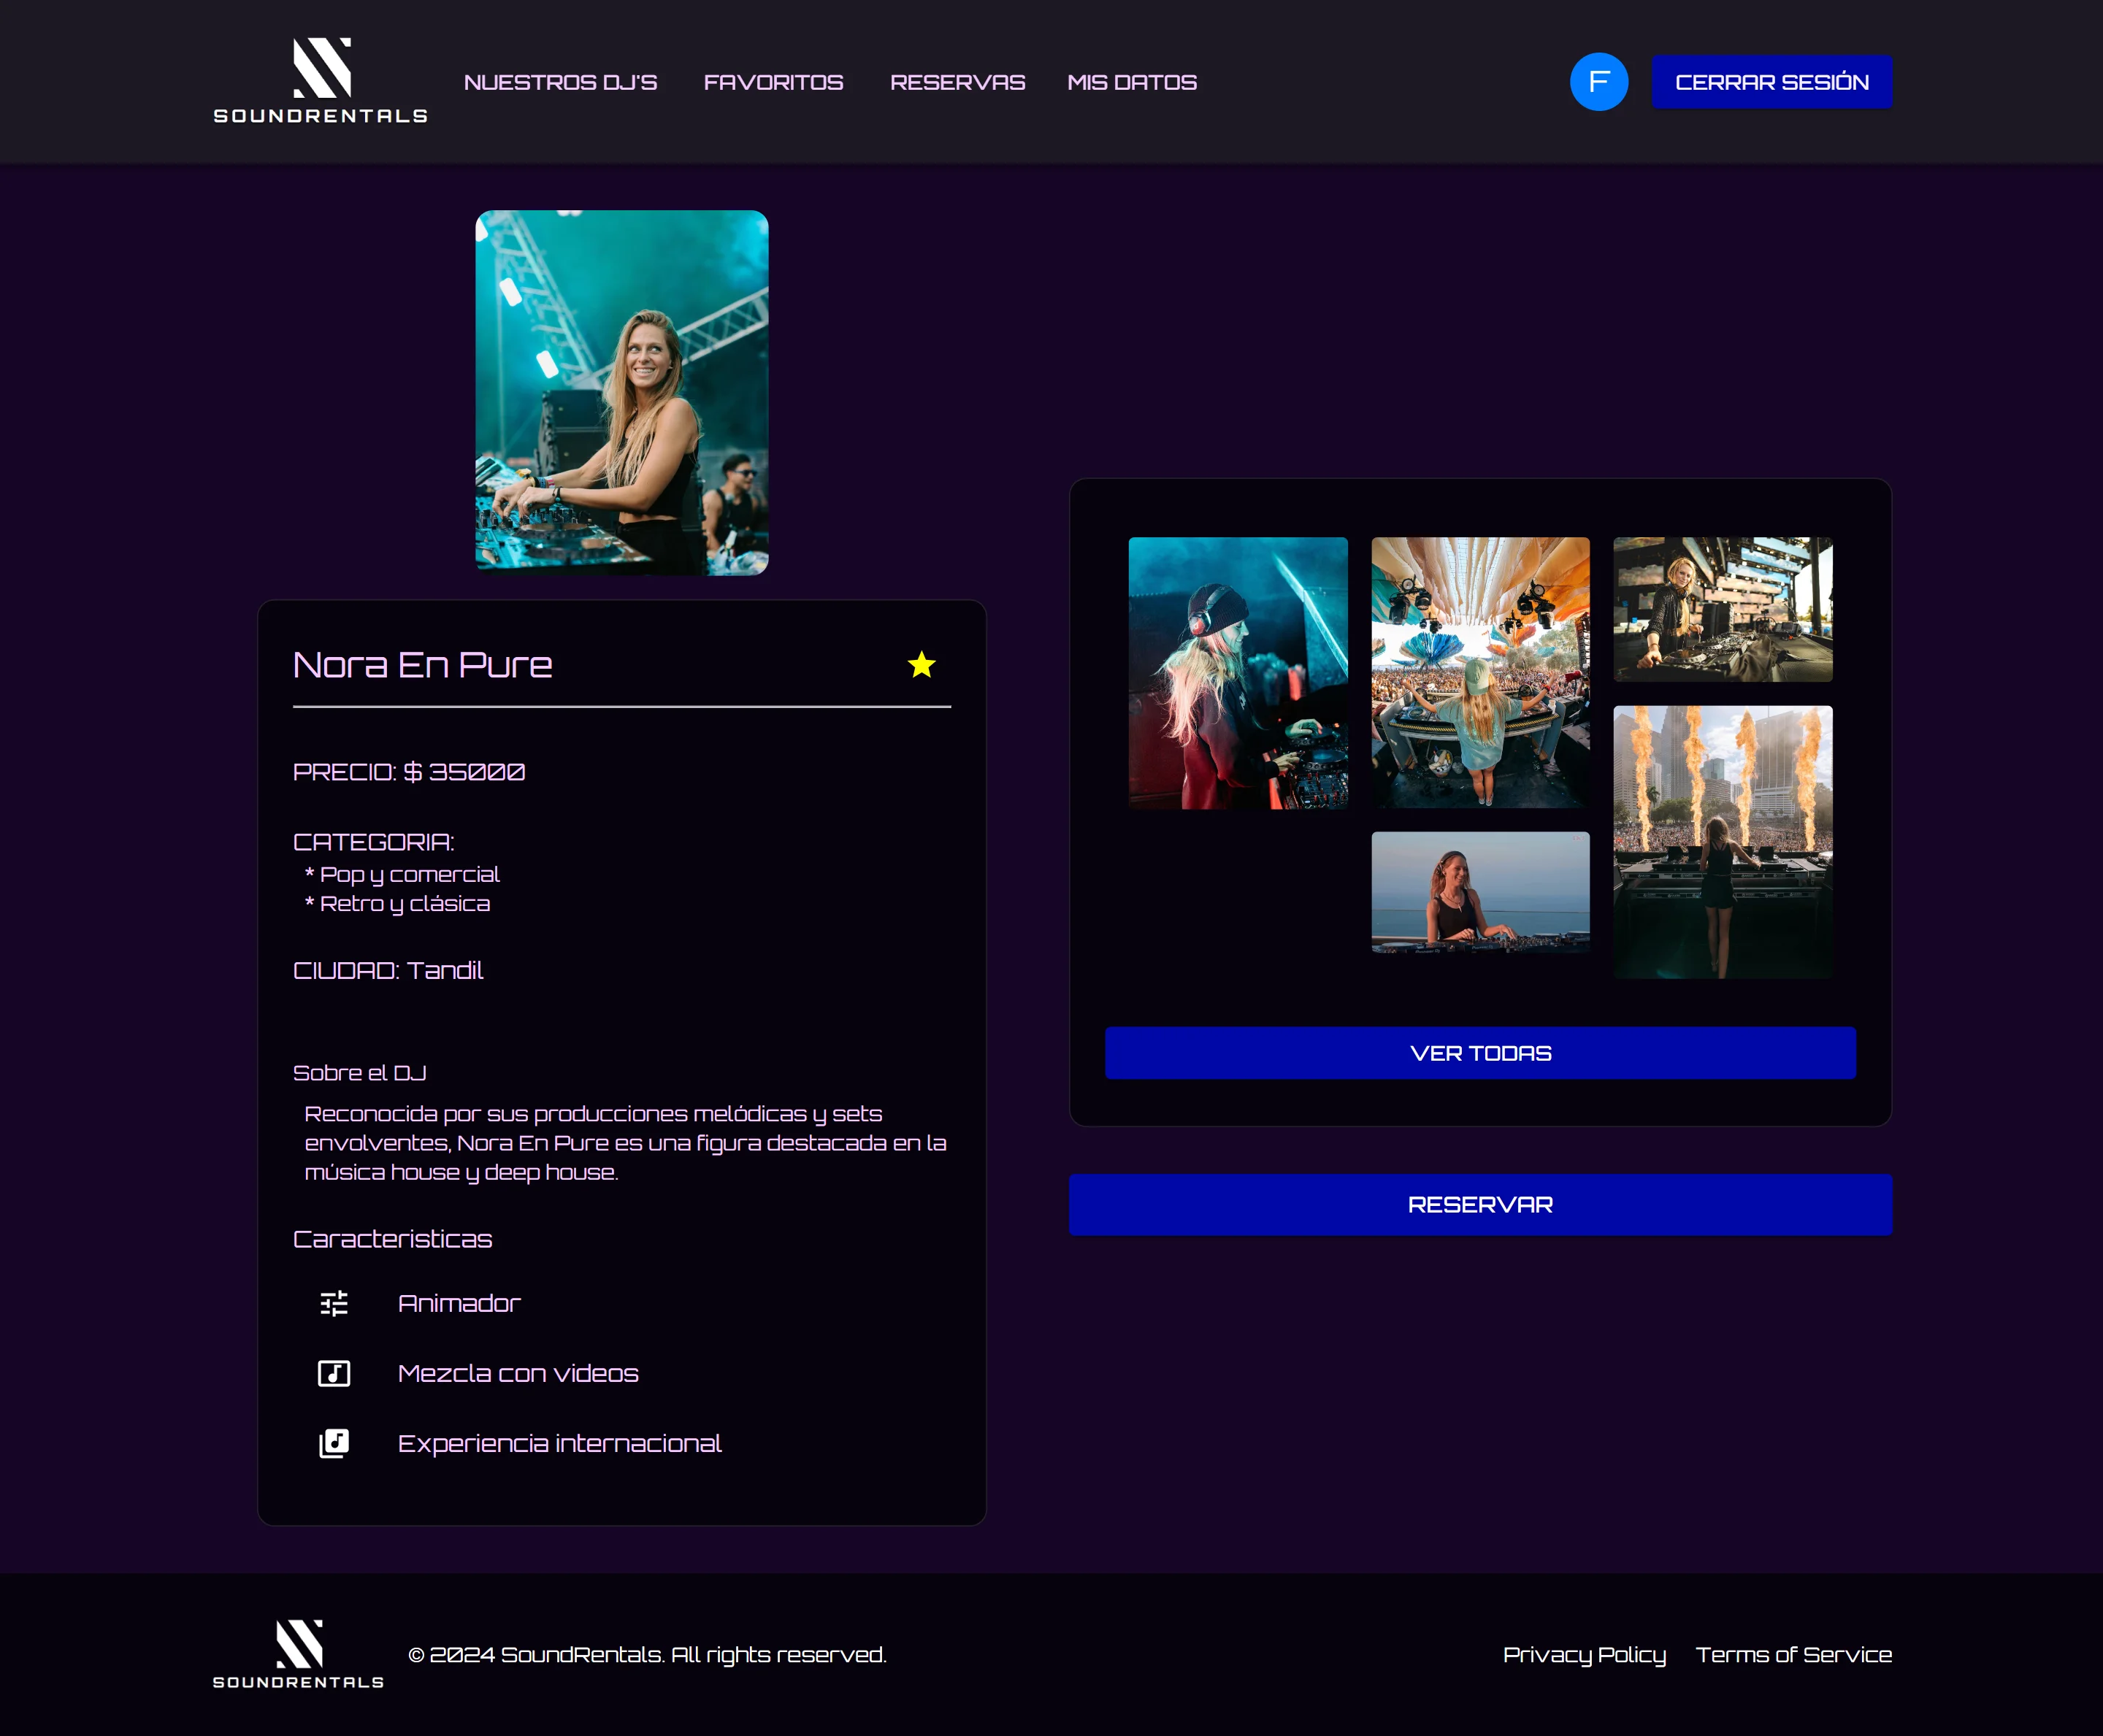 SOUNDRENTALS
NUESTROS DJ'S
FAVORITOS
RESERVAS
MIS DATOS
F
CERRAR SESIÓN
Nora En Pure
PRECIO: $ 35000
CATEGORIA:
* Pop y comercial
* Retro y clásica
CIUDAD: Tandil
Sobre el DJ
Reconocida por sus producciones melódicas y sets
envolventes, Nora En Pure es una figura destacada en la
música house y deep house.
Caracteristicas
Animador
Mezcla con videos
Experiencia internacional
VER TODAS
RESERVAR
SOUNDRENTALS
© 2024 SoundRentals. All rights reserved.
Privacy Policy
Terms of Service